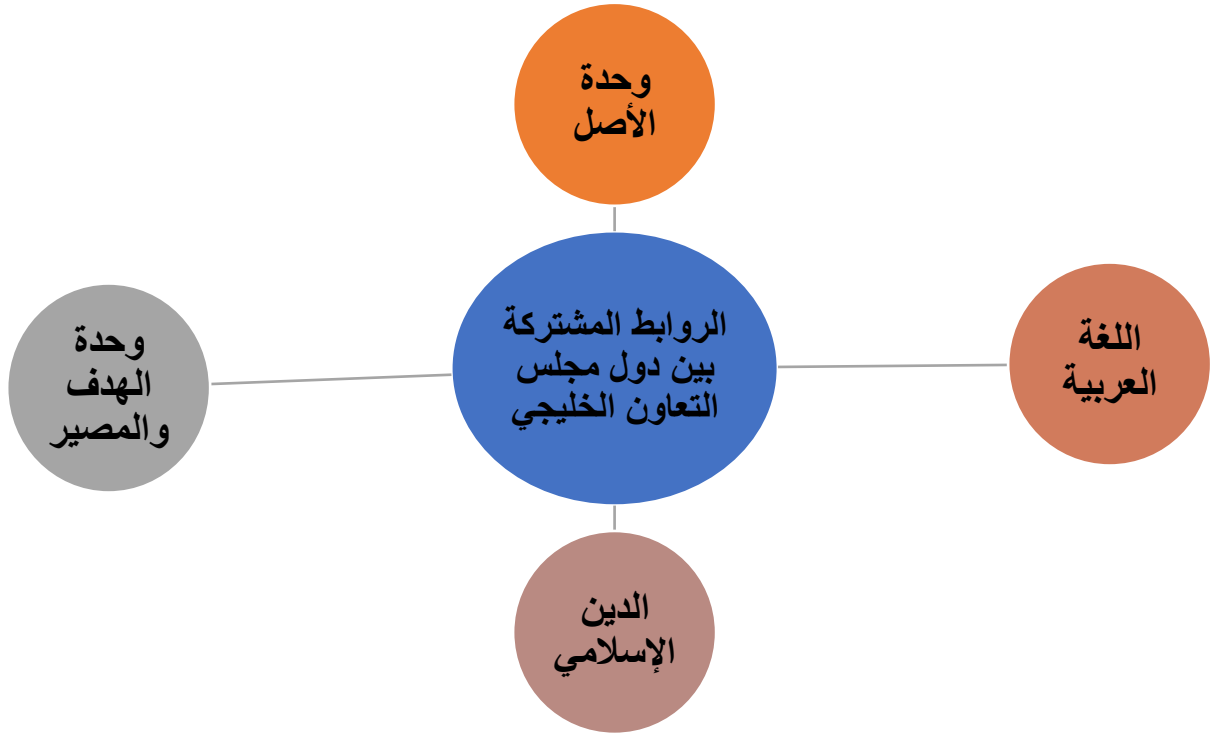 وحدة
الأصل
الروابط المشتركة
بين دول مجلس
التعاون الخليجي
اللغة
العربية
وحدة
الهدف
والمصير
الدين
الإسلامي